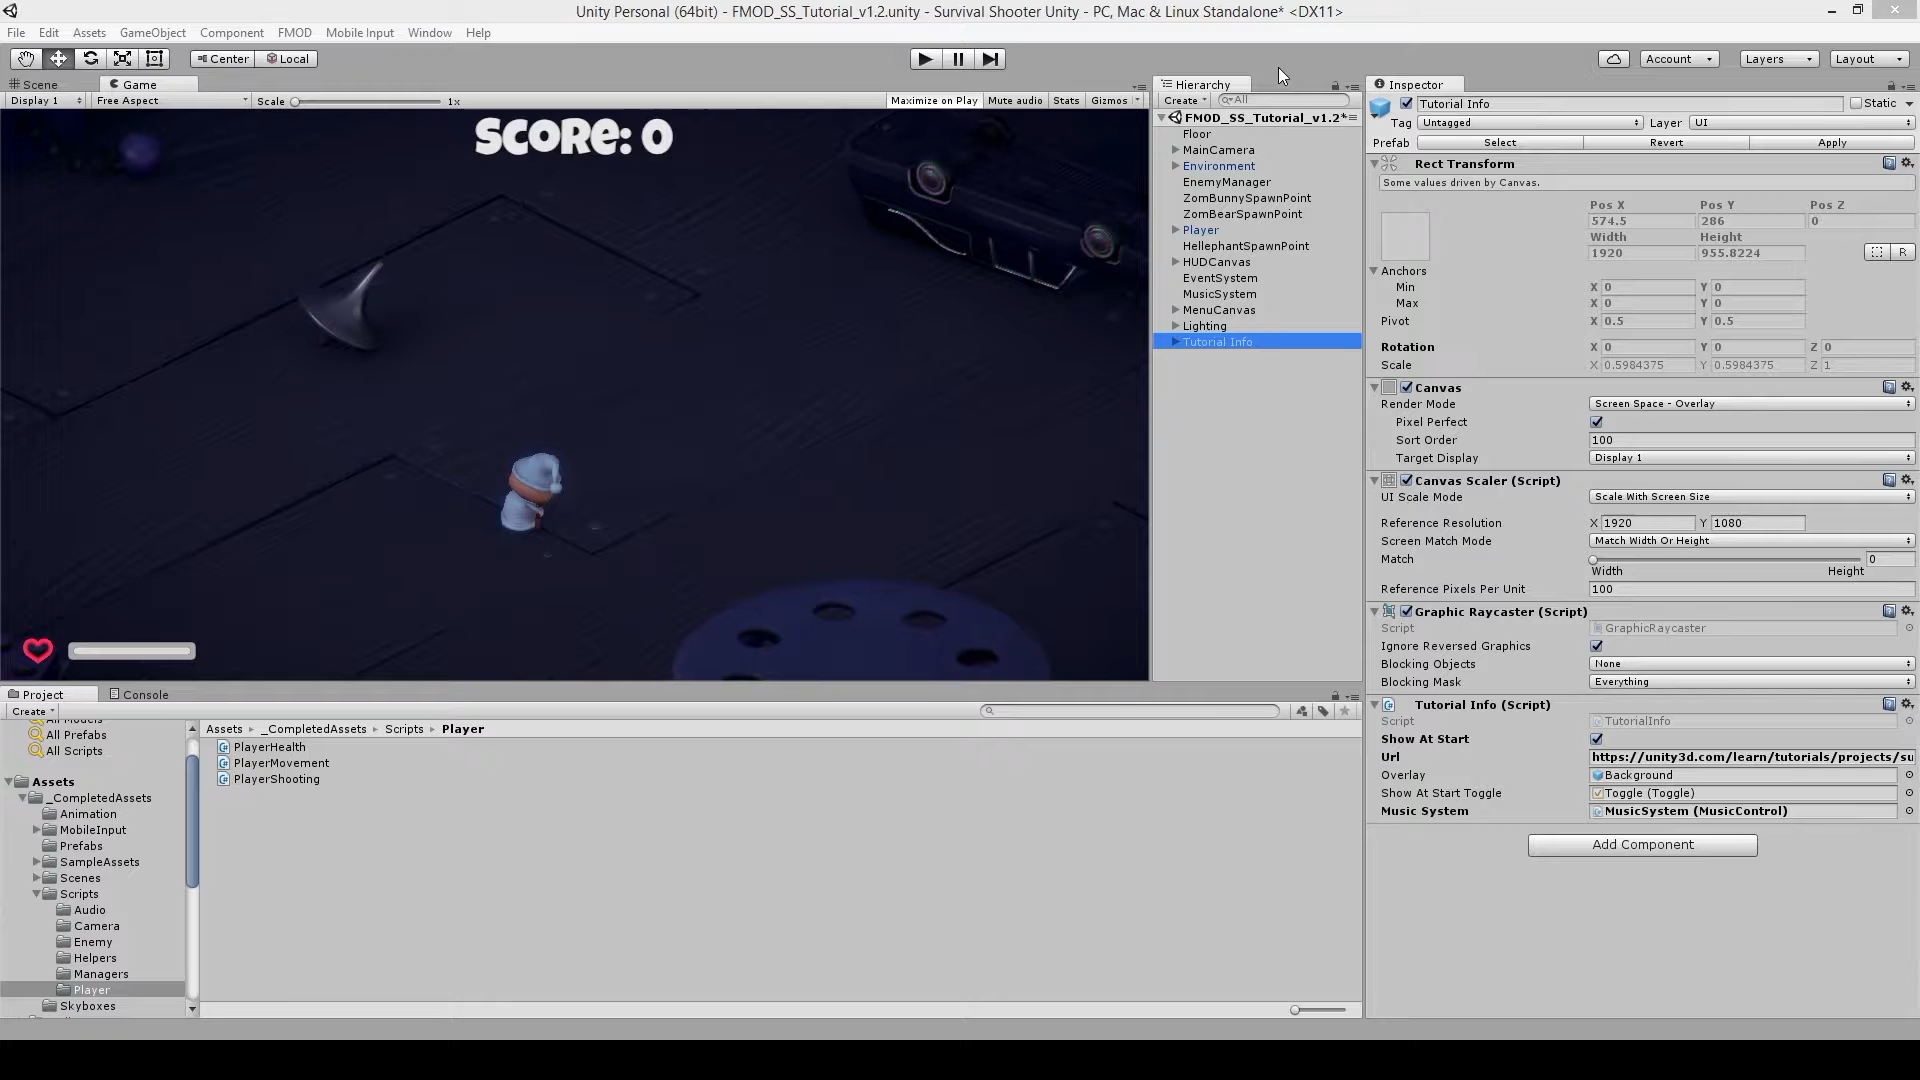 Unity Personal (64bit) - FMOD_SS_Tutorial_v1.2.unity - Survival Shooter Unity - PC, Mac & Linux Standalone* <DX11>
File Edit Assets GameObject Component FMOD Mobile Input Window Help
Center Local Account Layers Layout
Scene Game
Display 1 Free Aspect Scale 1x Maximize on Play Mute audio Stats Gizmos
SCORE: 0
Hierarchy
Create All
FMOD_SS_Tutorial_v1.2*
Floor
MainCamera
Environment
EnemyManager
ZomBunnySpawnPoint
ZomBearSpawnPoint
Player
HellephantSpawnPoint
HUDCanvas
EventSystem
MusicSystem
MenuCanvas
Lighting
Tutorial Info
Inspector
Tutorial Info Static
Tag Untagged Layer UI
Prefab Select Revert Apply
Rect Transform
Some values driven by Canvas.
Pos X Pos Y Pos Z
574.5 286 0
Width Height
1920 955.8224
R
Anchors
Min X 0 Y 0
Max X 0 Y 0
Pivot X 0.5 Y 0.5
Rotation X 0 Y 0 Z 0
Scale X 0.5984375 Y 0.5984375 Z 1
Canvas
Render Mode Screen Space - Overlay
Pixel Perfect
Sort Order 100
Target Display Display 1
Canvas Scaler (Script)
UI Scale Mode Scale With Screen Size
Reference Resolution X 1920 Y 1080
Screen Match Mode Match Width Or Height
Match 0
Width Height
Reference Pixels Per Unit 100
Graphic Raycaster (Script)
Script GraphicRaycaster
Ignore Reversed Graphics
Blocking Objects None
Blocking Mask Everything
Tutorial Info (Script)
Script TutorialInfo
Show At Start
Url https://unity3d.com/learn/tutorials/projects/su
Overlay Background
Show At Start Toggle Toggle (Toggle)
Music System MusicSystem (MusicControl)
Add Component
Project Console
Create
All Models
All Prefabs
All Scripts
Assets
_CompletedAssets
Animation
MobileInput
Prefabs
SampleAssets
Scenes
Scripts
Audio
Camera
Enemy
Helpers
Managers
Player
Skyboxes
Assets _CompletedAssets Scripts Player
PlayerHealth
PlayerMovement
PlayerShooting